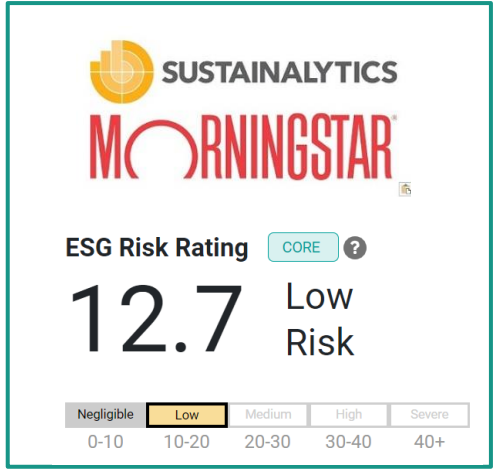 SUSTAINALYTICS
MORNINGSTAR®
ESG Risk Rating CORE ?
12.7 Low
Risk
Negligible Low Medium High Severe
0-10 10-20 20-30 30-40 40+